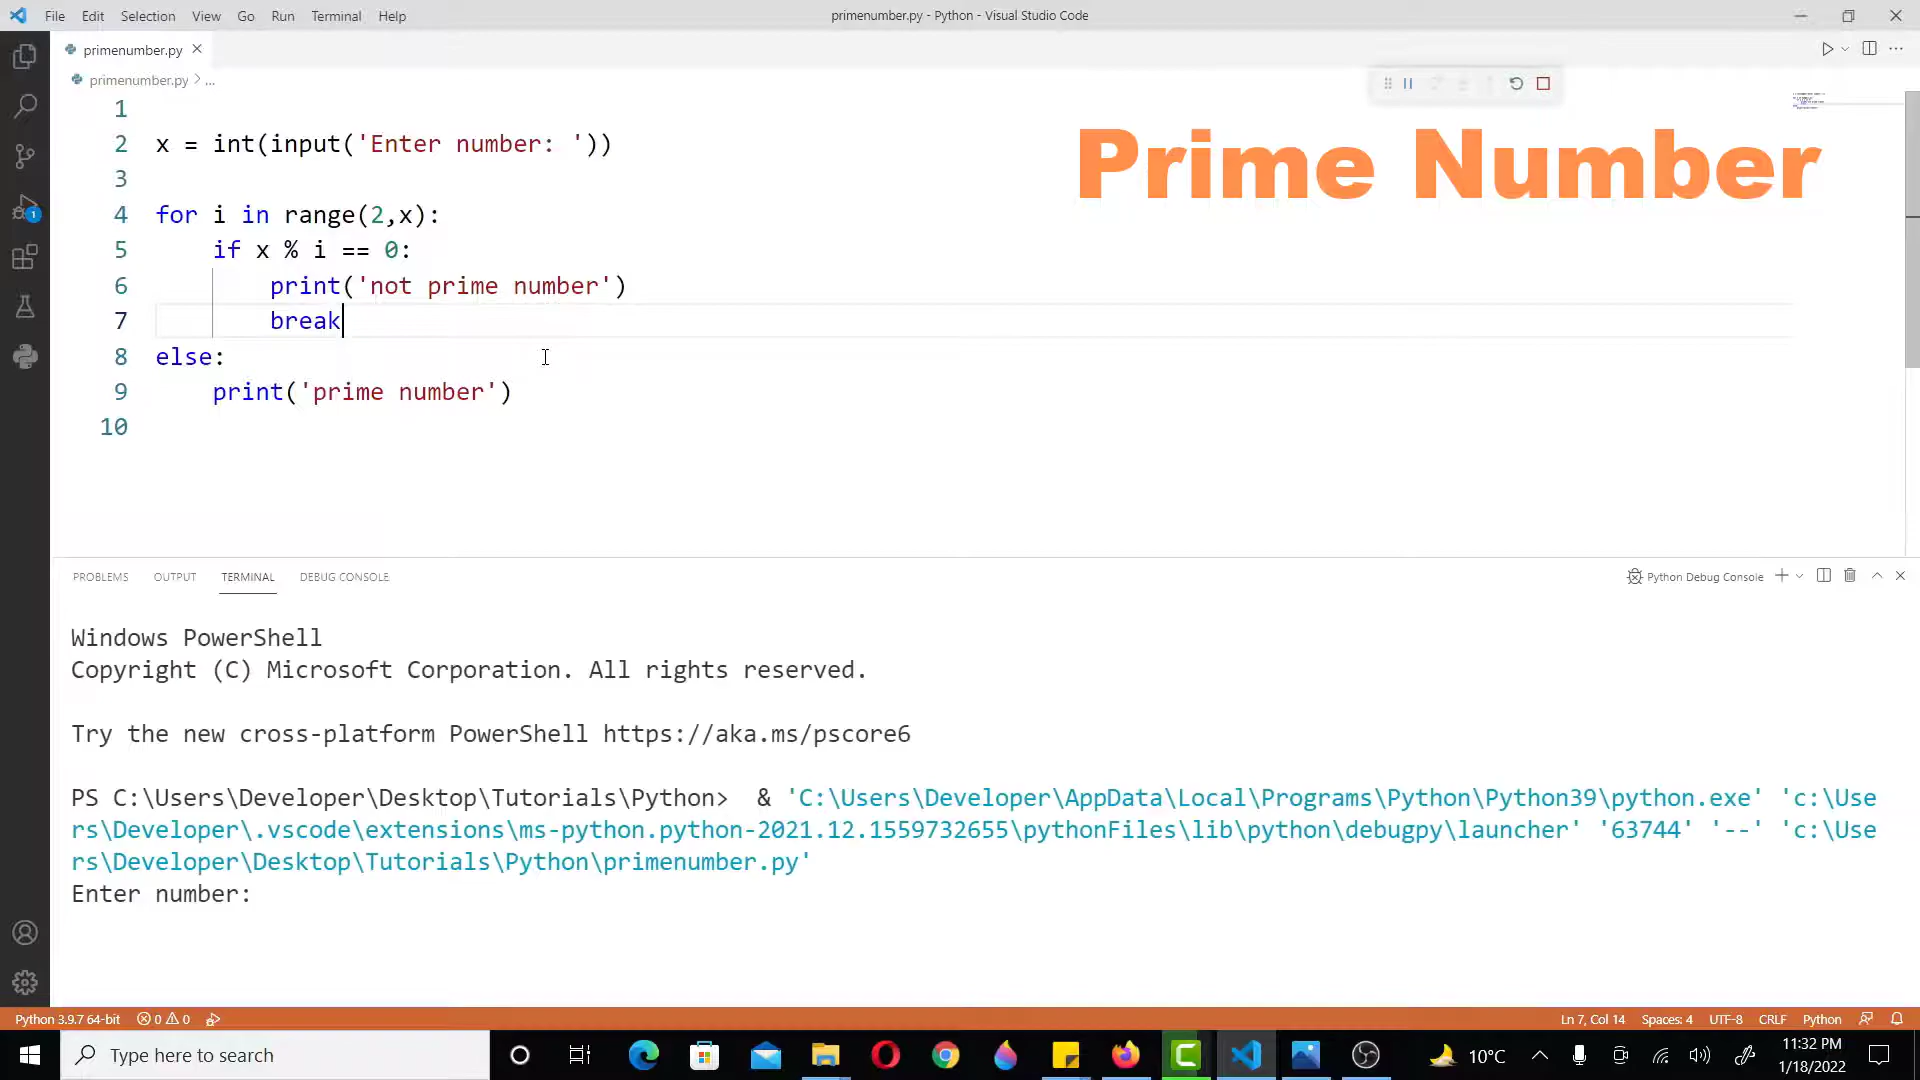 File Edit Selection View Go Run Terminal Help
primenumber.py - Python - Visual Studio Code
primenumber.py
primenumber.py > ...
Prime Number
1
2 x = int(input('Enter number: '))
3
4 for i in range(2,x):
5 if x % i == 0:
6 print('not prime number')
7 break
8 else:
9 print('prime number')
10
1
PROBLEMS OUTPUT TERMINAL DEBUG CONSOLE
Python Debug Console
Windows PowerShell
Copyright (C) Microsoft Corporation. All rights reserved.
Try the new cross-platform PowerShell https://aka.ms/pscore6
PS C:\Users\Developer\Desktop\Tutorials\Python>  & 'C:\Users\Developer\AppData\Local\Programs\Python\Python39\python.exe' 'c:\Use
rs\Developer\.vscode\extensions\ms-python.python-2021.12.1559732655\pythonFiles\lib\python\debugpy\launcher' '63744' '--' 'c:\Use
rs\Developer\Desktop\Tutorials\Python\primenumber.py'
Enter number:
Python 3.9.7 64-bit 0 0
Ln 7, Col 14 Spaces: 4 UTF-8 CRLF Python
Type here to search
10°C
11:32 PM
1/18/2022